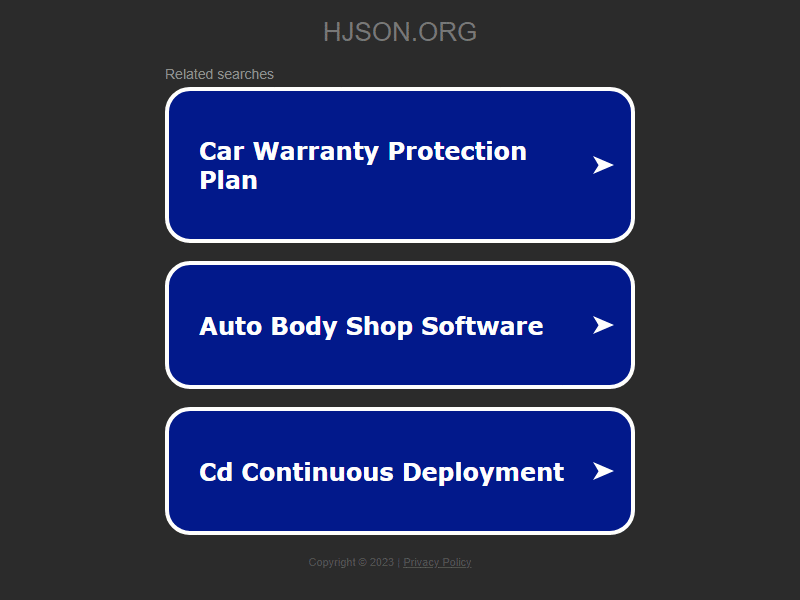 HJSON.ORG
Related searches
Car Warranty Protection
Plan
Auto Body Shop Software
Cd Continuous Deployment
Copyright © 2023 | Privacy Policy